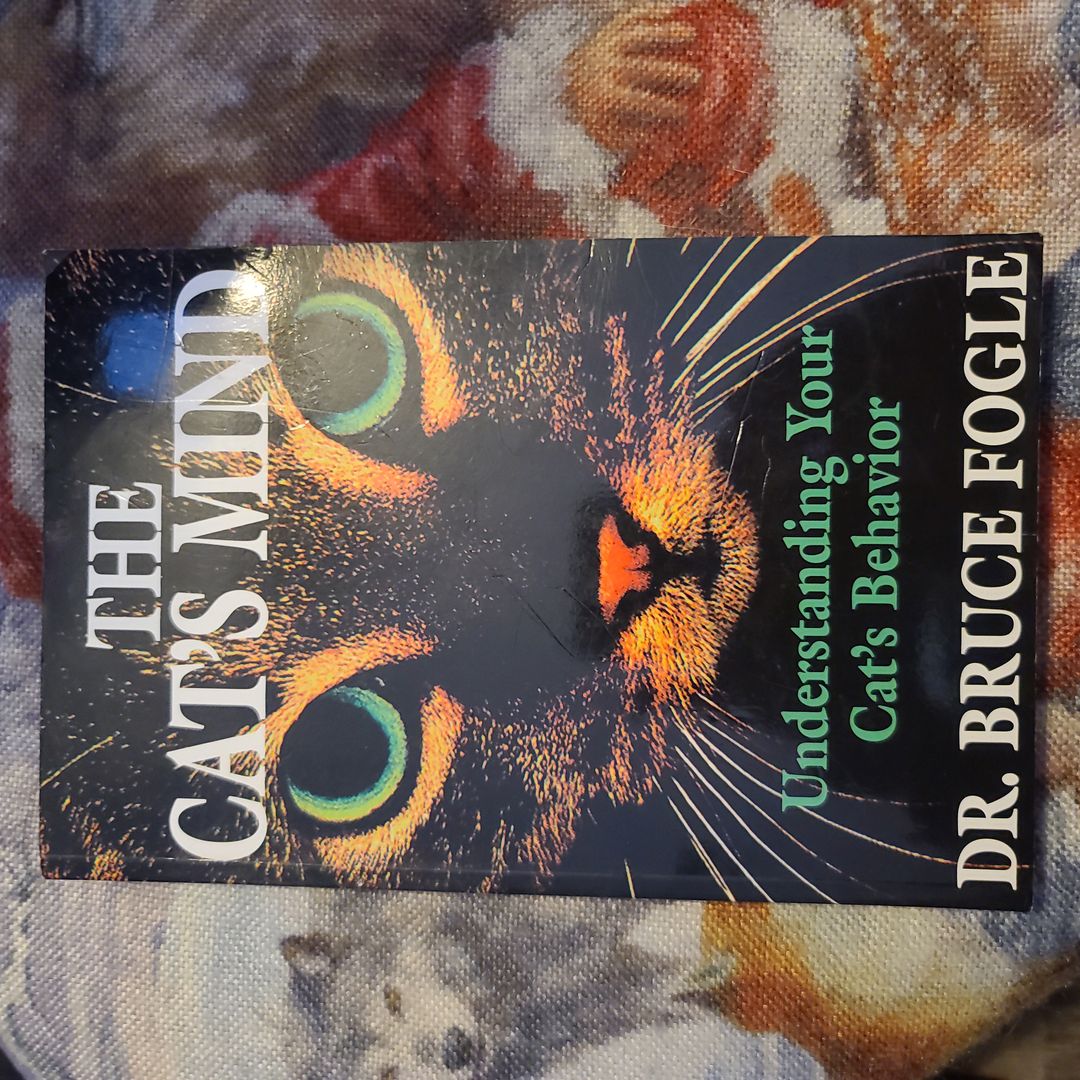 THE
CAT'S MIND
Understanding Your
Cat's Behavior
DR. BRUCE FOGLE